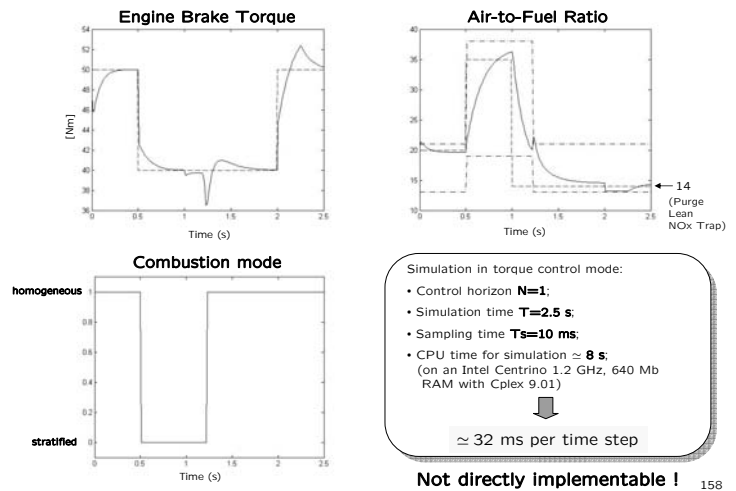 Engine Brake Torque
54
52
50
48
46
44
42
40
38
36
[Nm]
0
0.5
1
1.5
2
2.5
Time (s)
Air-to-Fuel Ratio
40
35
30
25
20
15
10
0
0.5
1
1.5
2
2.5
Time (s)
14
(Purge
Lean
NOx Trap)
Combustion mode
homogeneous
stratified
1
0.8
0.6
0.4
0.2
0
0
0.5
1
1.5
2
2.5
Time (s)
Simulation in torque control mode:
• Control horizon N=1;
• Simulation time T=2.5 s;
• Sampling time Ts=10 ms;
• CPU time for simulation ≃ 8 s;
(on an Intel Centrino 1.2 GHz, 640 Mb
RAM with Cplex 9.01)
≃ 32 ms per time step
Not directly implementable !
158